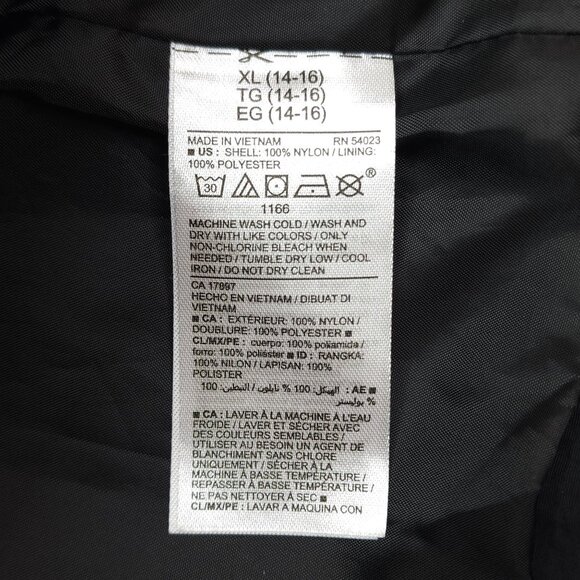 XL (14-16)
TG (14-16)
EG (14-16)
MADE IN VIETNAM RN 54023
■ US : SHELL: 100% NYLON / LINING:
100% POLYESTER
30
®
1166
MACHINE WASH COLD / WASH AND
DRY WITH LIKE COLORS / ONLY
NON-CHLORINE BLEACH WHEN
NEEDED / TUMBLE DRY LOW / COOL
IRON / DO NOT DRY CLEAN
CA 17897
HECHO EN VIETNAM / DIBUAT DI
VIETNAM
■ CA : EXTÉRIEUR: 100% NYLON /
DOUBLURE: 100% POLYESTER ■
CL/MX/PE : cuerpo: 100% poliamida /
forro: 100% poliéster ■ ID : RANGKA:
100% NILON / LAPISAN: 100%
POLISTER
■ AE : الهيكل: 100 % نايلون / التبطين: 100
% بوليستر
■ CA : LAVER À LA MACHINE À L'EAU
FROIDE / LAVER ET SÉCHER AVEC
DES COULEURS SEMBLABLES /
UTILISER AU BESOIN UN AGENT DE
BLANCHIMENT SANS CHLORE
UNIQUEMENT / SÉCHER À LA
MACHINE À BASSE TEMPÉRATURE /
REPASSER À BASSE TEMPÉRATURE /
NE PAS NETTOYER À SEC ■
CL/MX/PE : LAVAR A MAQUINA CON